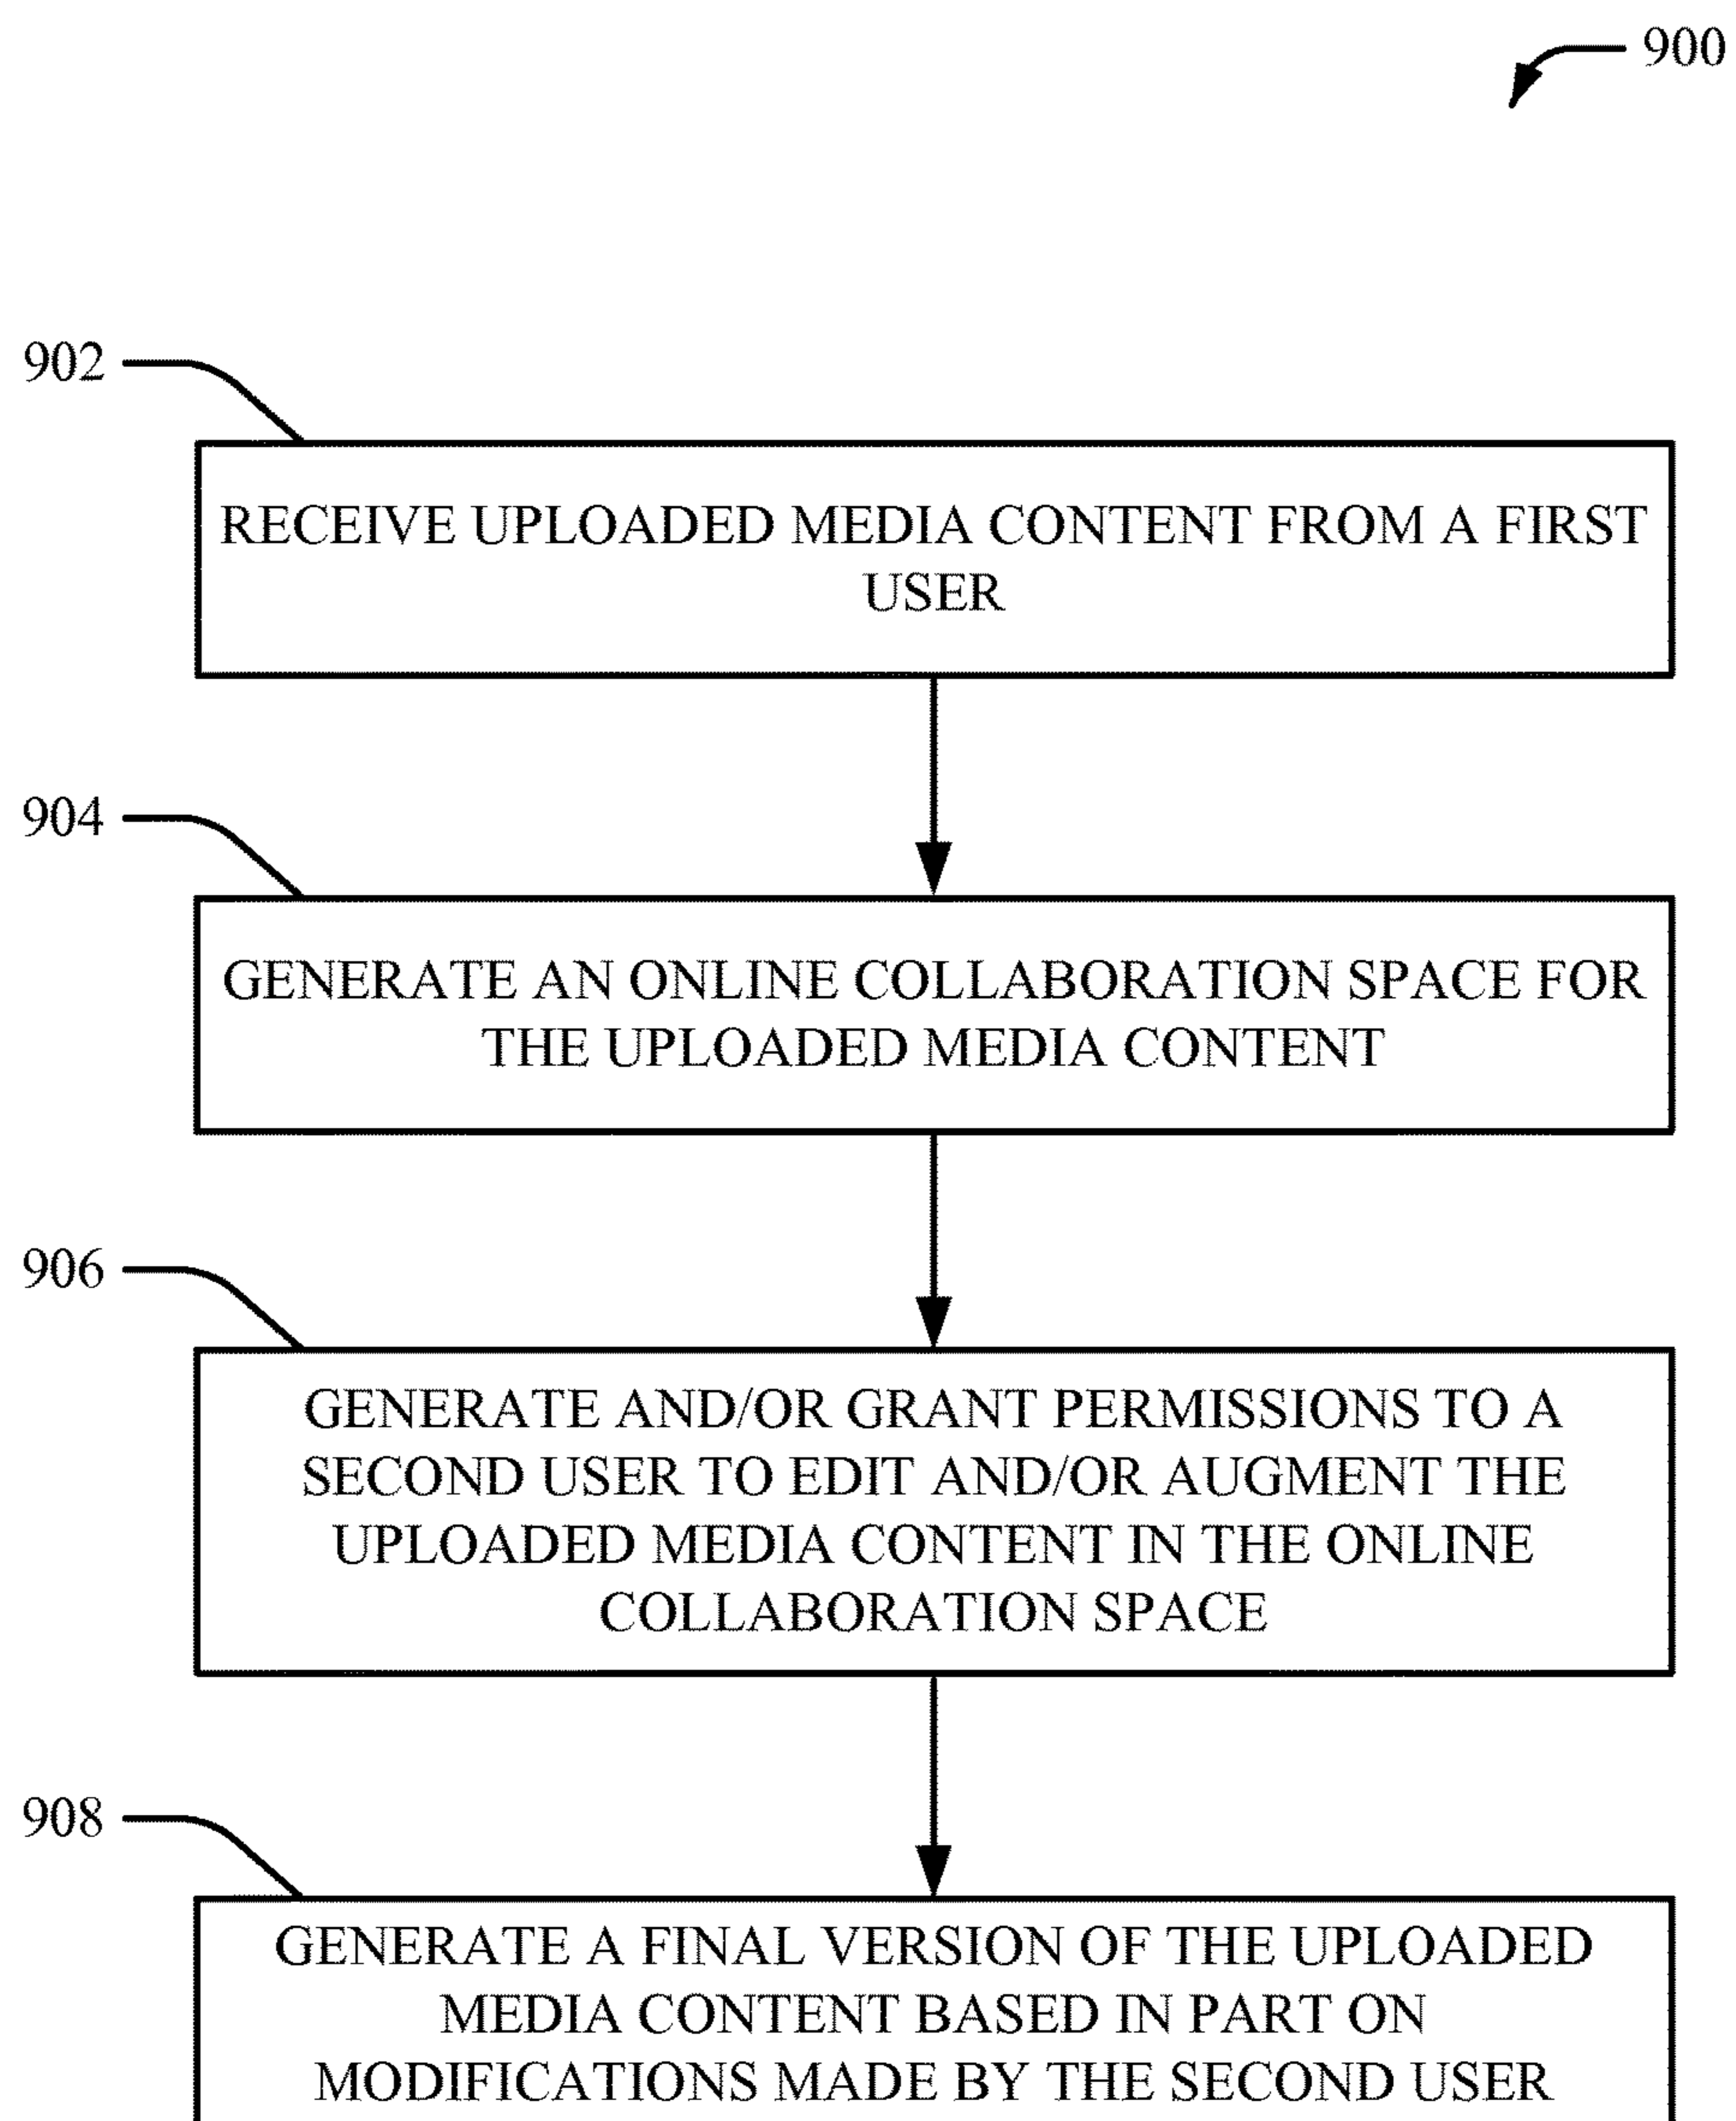 900
902
RECEIVE UPLOADED MEDIA CONTENT FROM A FIRST
USER
904
GENERATE AN ONLINE COLLABORATION SPACE FOR
THE UPLOADED MEDIA CONTENT
906
GENERATE AND/OR GRANT PERMISSIONS TO A
SECOND USER TO EDIT AND/OR AUGMENT THE
UPLOADED MEDIA CONTENT IN THE ONLINE
COLLABORATION SPACE
908
GENERATE A FINAL VERSION OF THE UPLOADED
MEDIA CONTENT BASED IN PART ON
MODIFICATIONS MADE BY THE SECOND USER